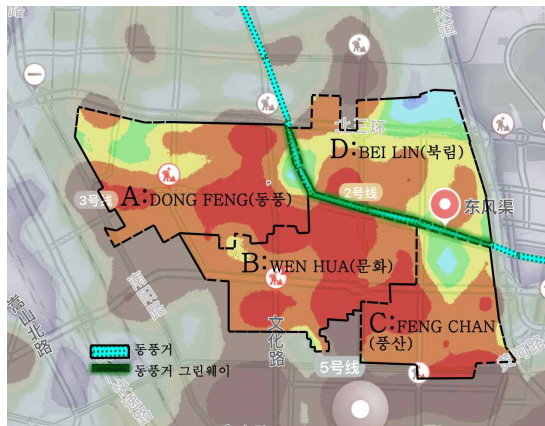 大道
北三环
D:BEI LIN(북림)
3号线
A:DONG FENG(동풍)
2号线
东风渠
B:WEN HUA(문화)
南阳路
嵩山北路
文化路
C:FENG CHAN
(풍산)
5号线
동풍거
동풍거 그린웨이